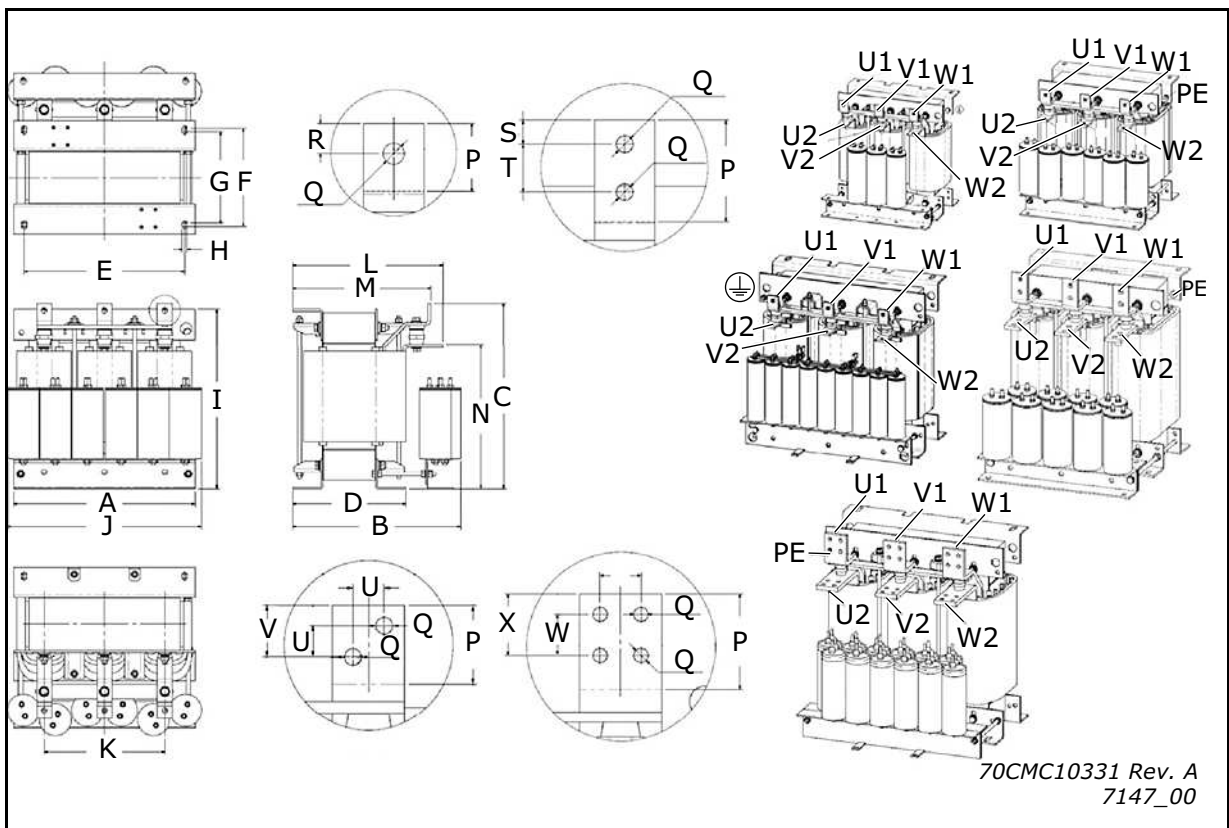 U1
V1
W1
U2
V2
W2
U1
V1
W1
PE
U2
V2
W2
Q
R
P
Q
S
T
Q
P
G
F
H
E
U1
V1
W1
U2
V2
W2
U1
V1
W1
PE
U2
V2
W2
L
M
I
N
C
A
J
D
B
U1
V1
W1
PE
U2
V2
W2
U
V
U
Q
Q
P
X
W
Q
Q
P
K
70CMC10331 Rev. A
7147_00